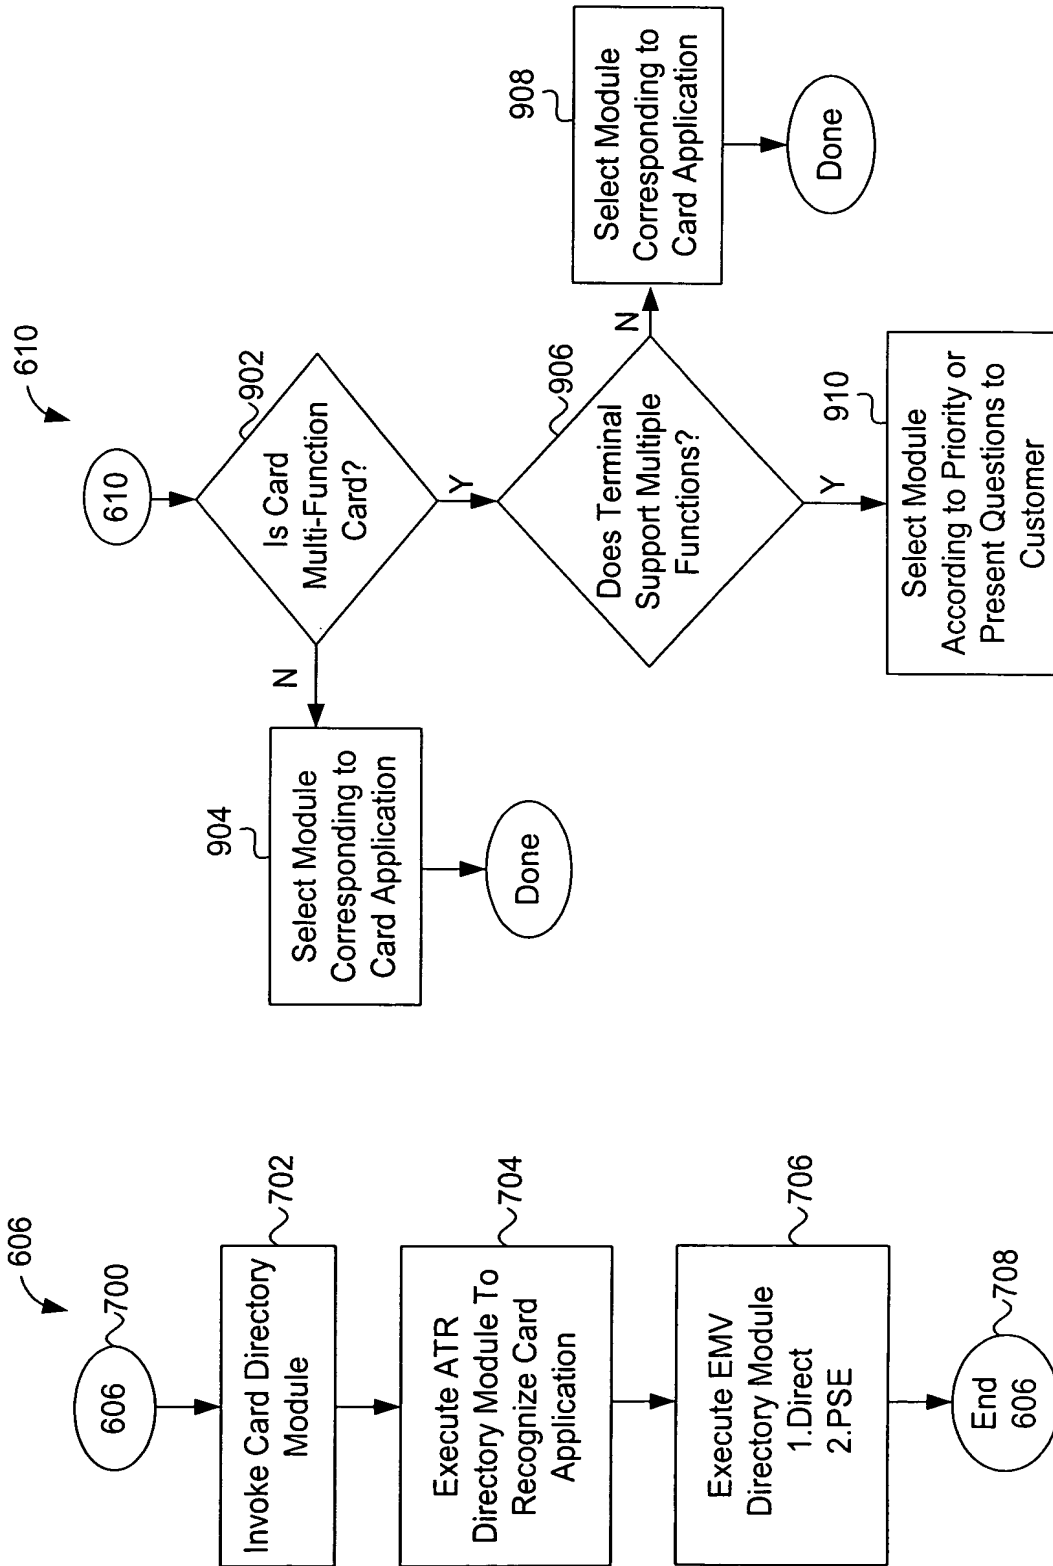 606
606
700
Invoke Card Directory
Module
702
Execute ATR
Directory Module To
Recognize Card
Application
704
Execute EMV
Directory Module
1.Direct
2.PSE
706
End
606
708
610
610
Is Card
Multi-Function
Card?
902
N
Y
Select Module
Corresponding to
Card Application
904
Done
Does Terminal
Support Multiple
Functions?
906
N
Y
Select Module
Corresponding to
Card Application
908
Done
Select Module
According to Priority or
Present Questions to
Customer
910